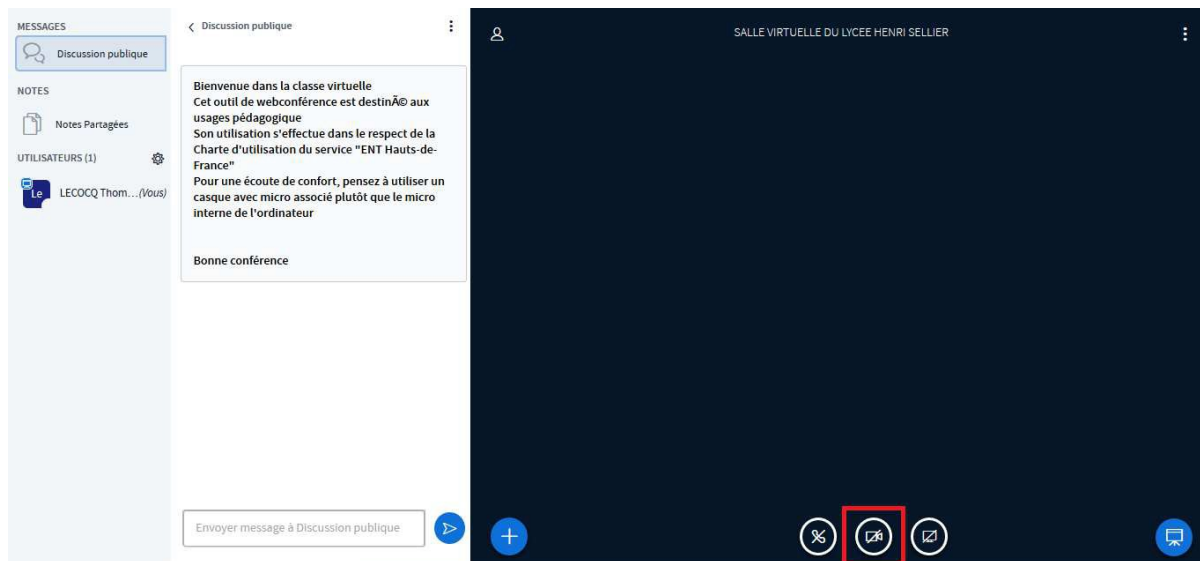 MESSAGES
Discussion publique
NOTES
Notes Partagées
UTILISATEURS (1)
Le
LECOCQ Thom...(Vous)
Discussion publique
Bienvenue dans la classe virtuelle
Cet outil de webconférence est destinÃ© aux
usages pédagogique
Son utilisation s'effectue dans le respect de la
Charte d'utilisation du service "ENT Hauts-de-
France"
Pour une écoute de confort, pensez à utiliser un
casque avec micro associé plutôt que le micro
interne de l'ordinateur
Bonne conférence
Envoyer message à Discussion publique
SALLE VIRTUELLE DU LYCEE HENRI SELLIER